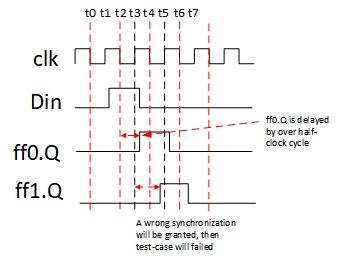 t0 t1 t2 t3 t4 t5 t6 t7
clk
Din
ff0.Q is delayed
by over half-
clock cycle
ff0.Q
ff1.Q
A wrong synchronization
will be granted, then
test-case will failed